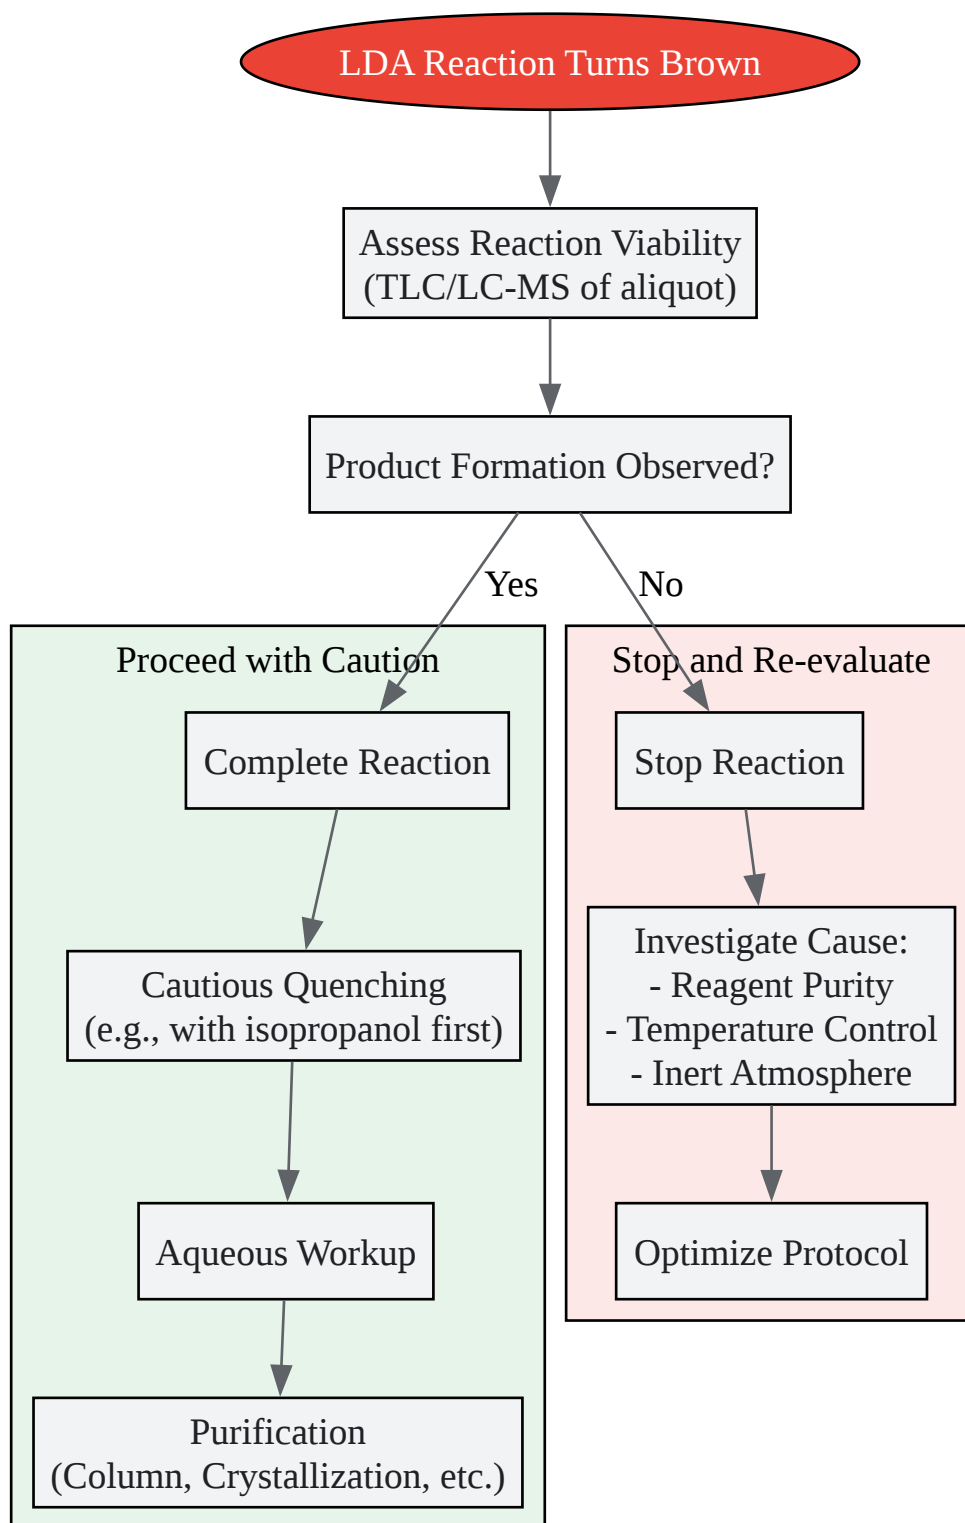 LDA Reaction Turns Brown
Assess Reaction Viability
(TLC/LC-MS of aliquot)
Product Formation Observed?
Yes
No
Proceed with Caution
Complete Reaction
Cautious Quenching
(e.g., with isopropanol first)
Aqueous Workup
Purification
(Column, Crystallization, etc.)
Stop and Re-evaluate
Stop Reaction
Investigate Cause:
- Reagent Purity
- Temperature Control
- Inert Atmosphere
Optimize Protocol